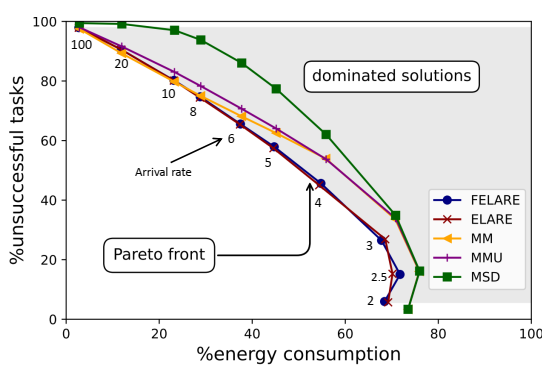 100
80
60
40
20
0
%unsuccessful tasks
100
20
10
8
6
5
4
3
2.5
2
Arrival rate
Pareto front
dominated solutions
FELARE
ELARE
MM
MMU
MSD
0 20 40 60 80 100
%energy consumption